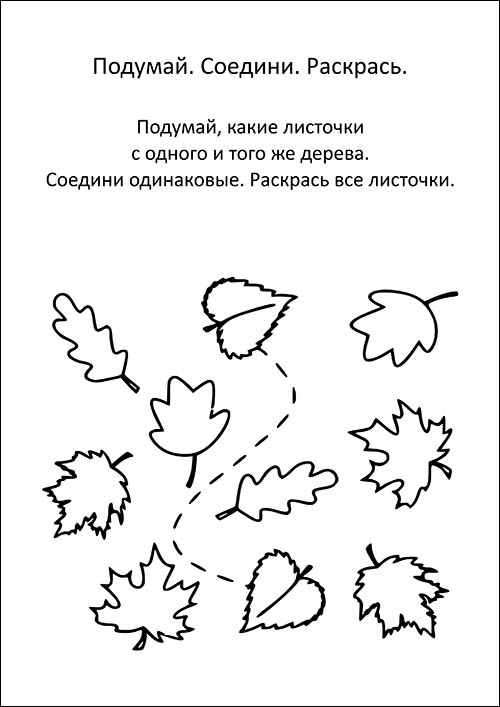 Подумай. Соедини. Раскрась.
Подумай, какие листочки
с одного и того же дерева.
Соедини одинаковые. Раскрась все листочки.